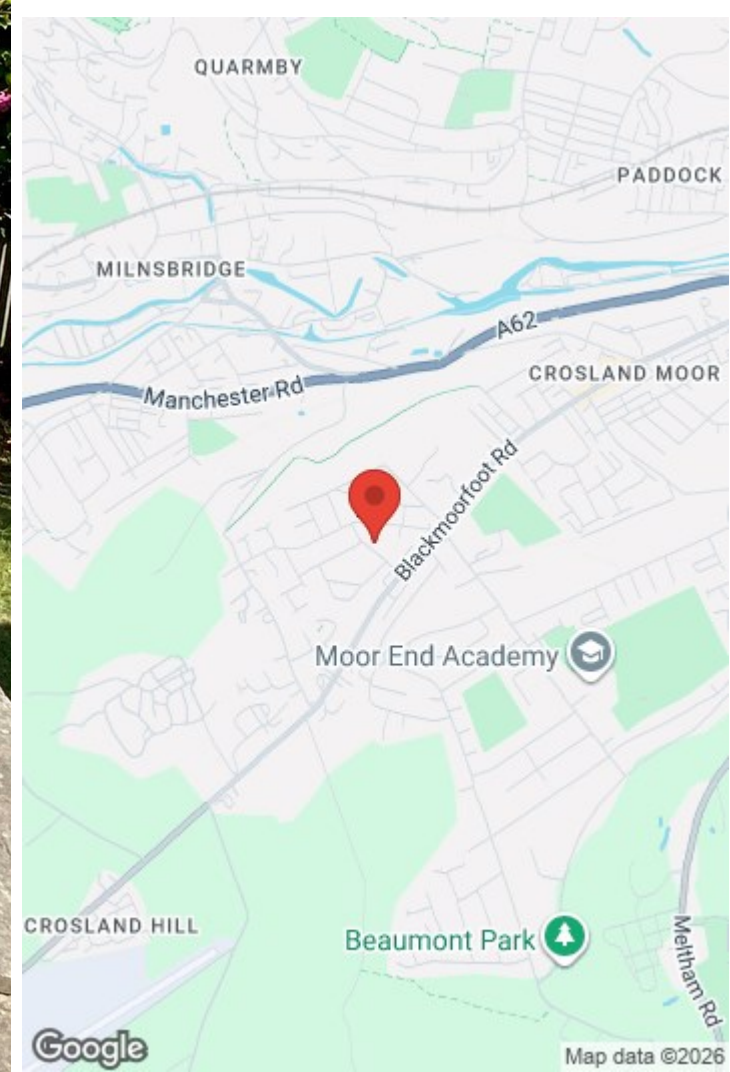 QUARMBY
PADDOCK
MILNSBRIDGE
A62
CROSLAND MOOR
Manchester Rd
Blackmoorfoot Rd
Moor End Academy
CROSLAND HILL
Beaumont Park
Meltham Rd
Google
Map data ©2026